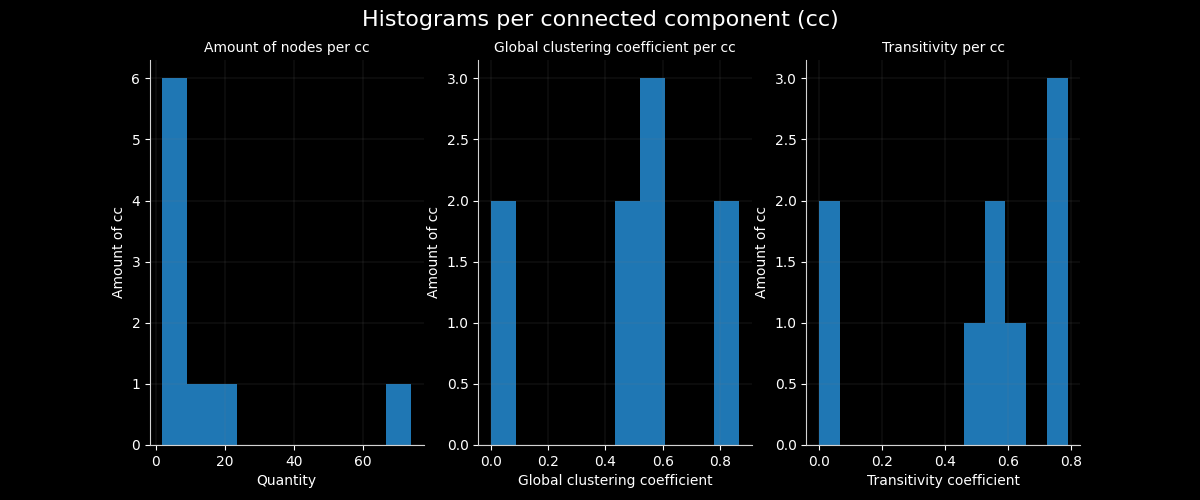 Histograms per connected component (cc)
Amount of nodes per cc
Global clustering coefficient per cc
Transitivity per cc
6
5
4
3
2
1
0
Amount of cc
0 20 40 60
Quantity
3.0
2.5
2.0
1.5
1.0
0.5
0.0
Amount of cc
0.0 0.2 0.4 0.6 0.8
Global clustering coefficient
3.0
2.5
2.0
1.5
1.0
0.5
0.0
Amount of cc
0.0 0.2 0.4 0.6 0.8
Transitivity coefficient